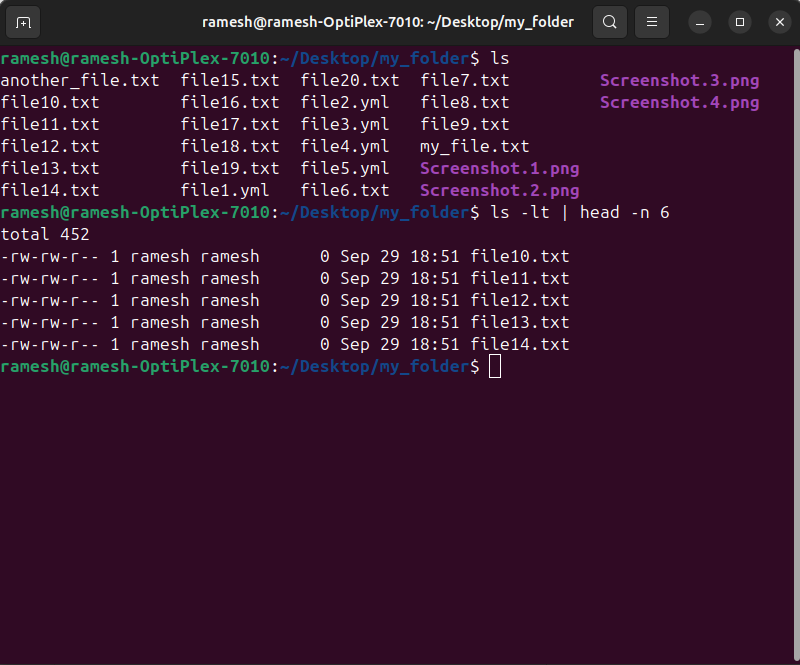 ramesh@ramesh-OptiPlex-7010: ~/Desktop/my_folder
ramesh@ramesh-OptiPlex-7010:~/Desktop/my_folder$ ls
another_file.txt  file15.txt  file20.txt  file7.txt         Screenshot.3.png
file10.txt        file16.txt  file2.yml   file8.txt         Screenshot.4.png
file11.txt        file17.txt  file3.yml   file9.txt
file12.txt        file18.txt  file4.yml   my_file.txt
file13.txt        file19.txt  file5.yml   Screenshot.1.png
file14.txt        file1.yml   file6.txt   Screenshot.2.png
ramesh@ramesh-OptiPlex-7010:~/Desktop/my_folder$ ls -lt | head -n 6
total 452
-rw-rw-r-- 1 ramesh ramesh      0 Sep 29 18:51 file10.txt
-rw-rw-r-- 1 ramesh ramesh      0 Sep 29 18:51 file11.txt
-rw-rw-r-- 1 ramesh ramesh      0 Sep 29 18:51 file12.txt
-rw-rw-r-- 1 ramesh ramesh      0 Sep 29 18:51 file13.txt
-rw-rw-r-- 1 ramesh ramesh      0 Sep 29 18:51 file14.txt
ramesh@ramesh-OptiPlex-7010:~/Desktop/my_folder$